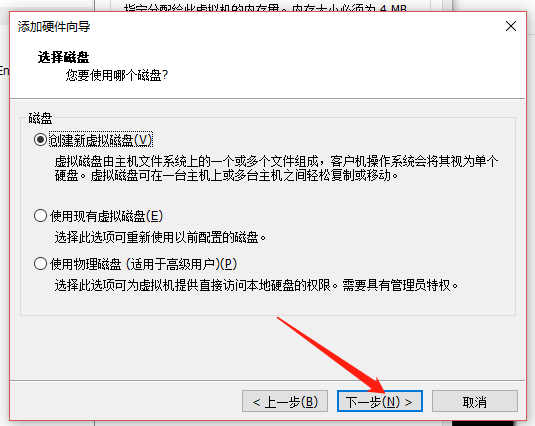 指定分配给此虚拟机的内存量。内存大小必须为 4 MB
添加硬件向导
En
选择磁盘
您要使用哪个磁盘?
磁盘
创建新虚拟磁盘(V)
虚拟磁盘由主机文件系统上的一个或多个文件组成，客户机操作系统会将其视为单个
硬盘。虚拟磁盘可在一台主机上或多台主机之间轻松复制或移动。
使用现有虚拟磁盘(E)
选择此选项可重新使用以前配置的磁盘。
使用物理磁盘 (适用于高级用户)(P)
选择此选项可为虚拟机提供直接访问本地硬盘的权限。需要具有管理员特权。
< 上一步(B)
下一步(N) >
取消